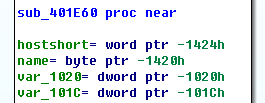 sub_401E60 proc near
hostshort= word ptr -1424h
name= byte ptr -1420h
var_1020= dword ptr -1020h
var_101C= dword ptr -101Ch